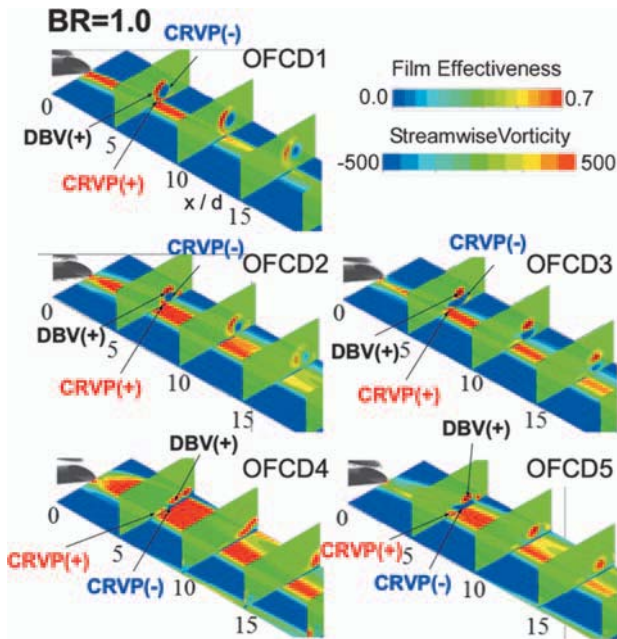 BR=1.0
CRVP(-)
OFCD1
Film Effectiveness
0.0
0.7
StreamwiseVorticity
-500
500
0
DBV(+)
5
CRVP(+)
10
x / d
15
CRVP(-)
OFCD2
0
DBV(+)
5
CRVP(+)
10
15
CRVP(-)
OFCD3
0
DBV(+)
5
CRVP(+)
10
15
DBV(+)
OFCD4
0
CRVP(+)
5
CRVP(-)
10
15
DBV(+)
OFCD5
0
CRVP(+)
5
CRVP(-)
10
15